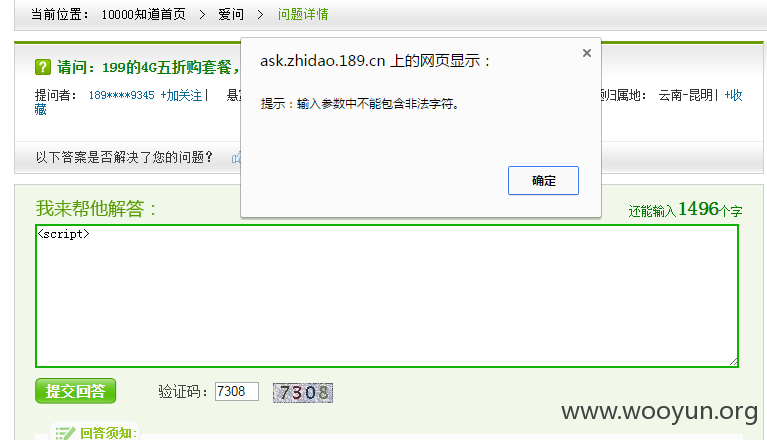 当前位置： 10000知道首页 > 爱问 > 问题详情
ask.zhidao.189.cn 上的网页显示：
×
? 请问：199的4G五折购套餐，
提问者： 189****9345 +加关注 |
归属地： 云南-昆明 | +收
藏
提示：输入参数中不能包含非法字符。
以下答案是否解决了您的问题？
确定
我来帮他解答：
还能输入1496个字
<script>
提交回答 验证码： 7308 7308
www.wooyun.org
回答须知: